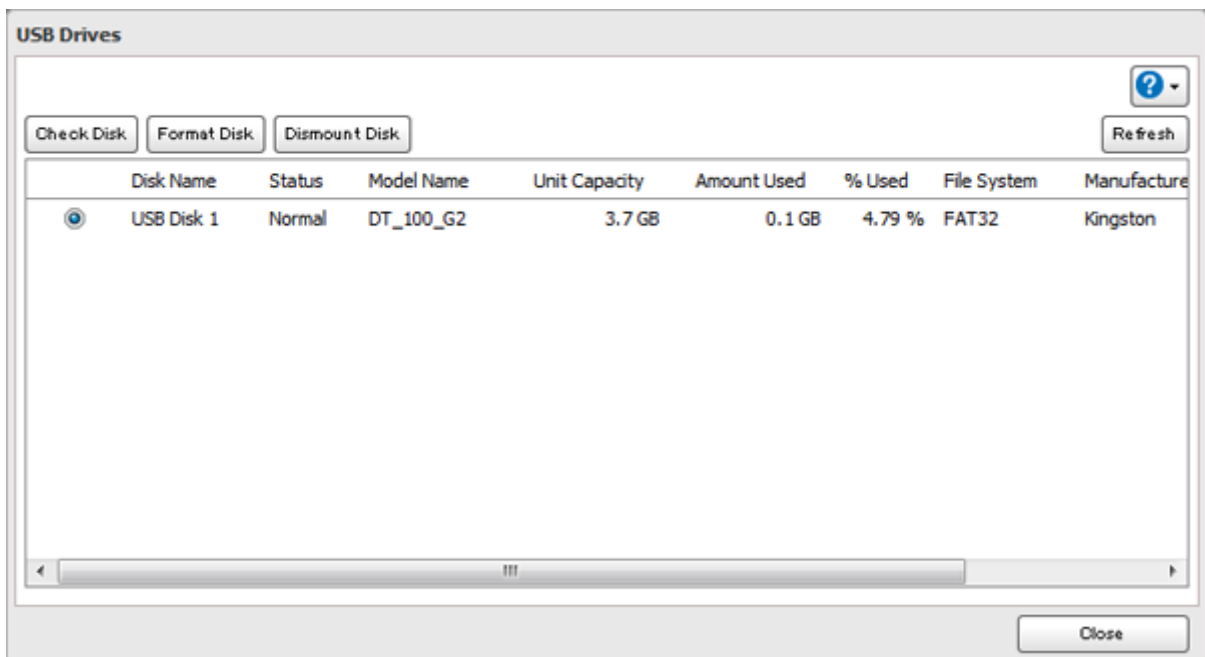 USB Drives
?
Check Disk Format Disk Dismount Disk Refresh
Disk Name Status Model Name Unit Capacity Amount Used % Used File System Manufacture
USB Disk 1 Normal DT_100_G2 3.7 GB 0.1 GB 4.79 % FAT32 Kingston
Close